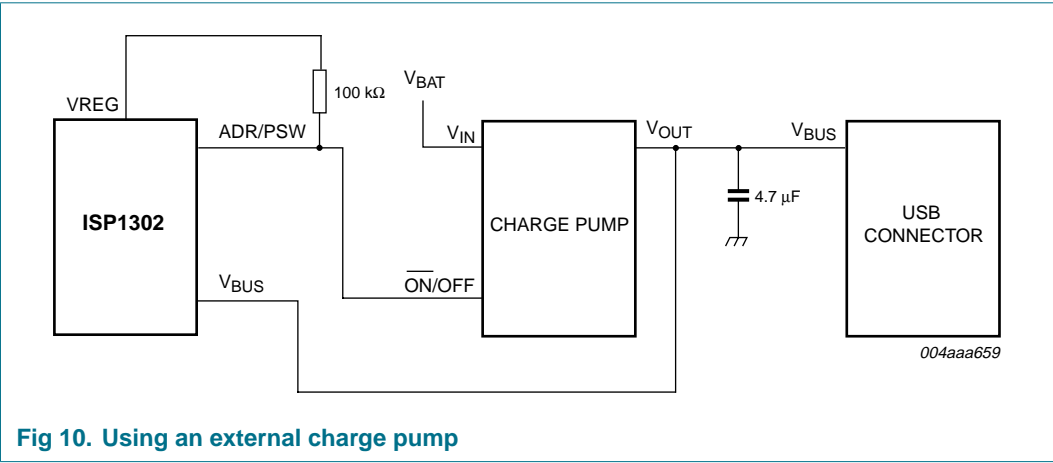 VREG
100 kΩ
ADR/PSW
ISP1302
VBUS
VBAT
VIN
VOUT
CHARGE PUMP
ON/OFF
4.7 μF
VBUS
USB
CONNECTOR
004aaa659
Fig 10. Using an external charge pump